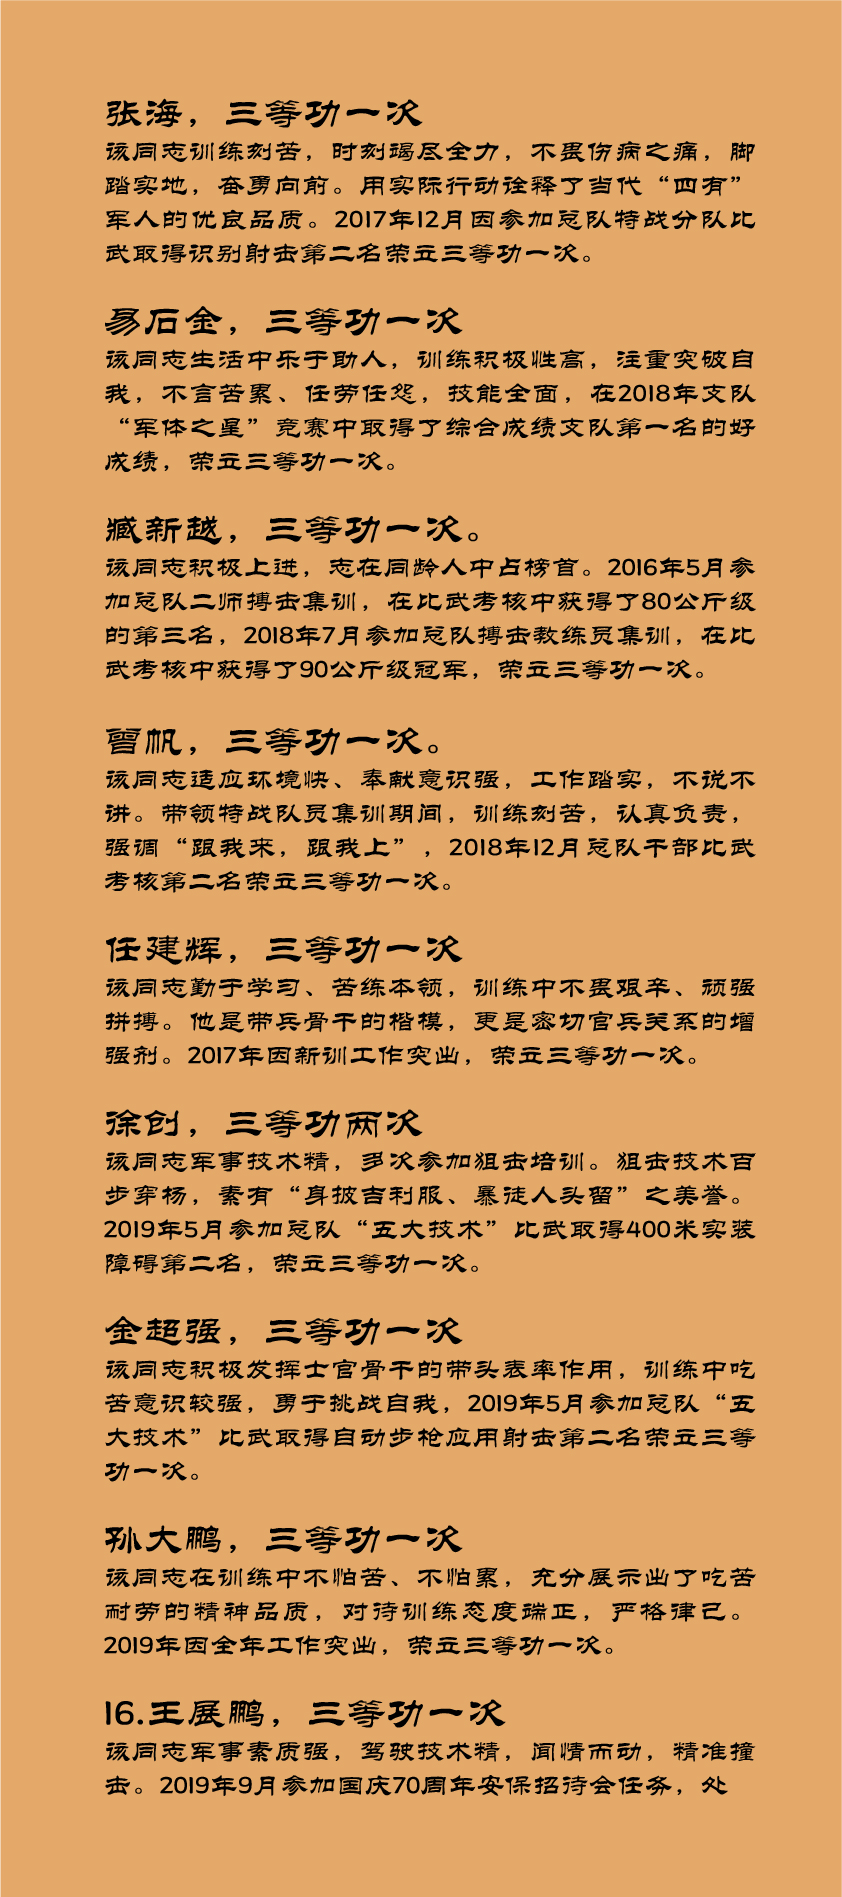 张海，三等功一次
该同志训练刻苦，时刻竭尽全力，不畏伤病之痛，脚
踏实地，奋勇向前。用实际行动诠释了当代“四有”
军人的优良品质。2017年12月因参加总队特战分队比
武取得识别射击第二名荣立三等功一次。
易石金，三等功一次
该同志生活中乐于助人，训练积极性高，注重突破自
我，不言苦累、任劳任怨，技能全面，在2018年支队
“军体之星”竞赛中取得了综合成绩支队第一名的好
成绩，荣立三等功一次。
臧新越，三等功一次。
该同志积极上进，志在同龄人中占榜首。2016年5月参
加总队二师搏击集训，在比武考核中获得了80公斤级
的第三名，2018年7月参加总队搏击教练员集训，在比
武考核中获得了90公斤级冠军，荣立三等功一次。
曾帆，三等功一次。
该同志适应环境快、奉献意识强，工作踏实，不说不
讲。带领特战队员集训期间，训练刻苦，认真负责，
强调“跟我来，跟我上”，2018年12月总队干部比武
考核第二名荣立三等功一次。
任建辉，三等功一次
该同志勤于学习、苦练本领，训练中不畏艰辛、顽强
拼搏。他是带兵骨干的楷模，更是密切官兵关系的增
强剂。2017年因新训工作突出，荣立三等功一次。
徐创，三等功两次
该同志军事技术精，多次参加狙击培训。狙击技术百
步穿杨，素有“身披吉利服、暴徒人头留”之美誉。
2019年5月参加总队“五大技术”比武取得400米实装
障碍第二名，荣立三等功一次。
金超强，三等功一次
该同志积极发挥士官骨干的带头表率作用，训练中吃
苦意识较强，勇于挑战自我，2019年5月参加总队“五
大技术”比武取得自动步枪应用射击第二名荣立三等
功一次。
孙大鹏，三等功一次
该同志在训练中不怕苦、不怕累，充分展示出了吃苦
耐劳的精神品质，对待训练态度端正，严格律己。
2019年因全年工作突出，荣立三等功一次。
16.王展鹏，三等功一次
该同志军事素质强，驾驶技术精，闻情而动，精准撞
击。2019年9月参加国庆70周年安保招待会任务，处